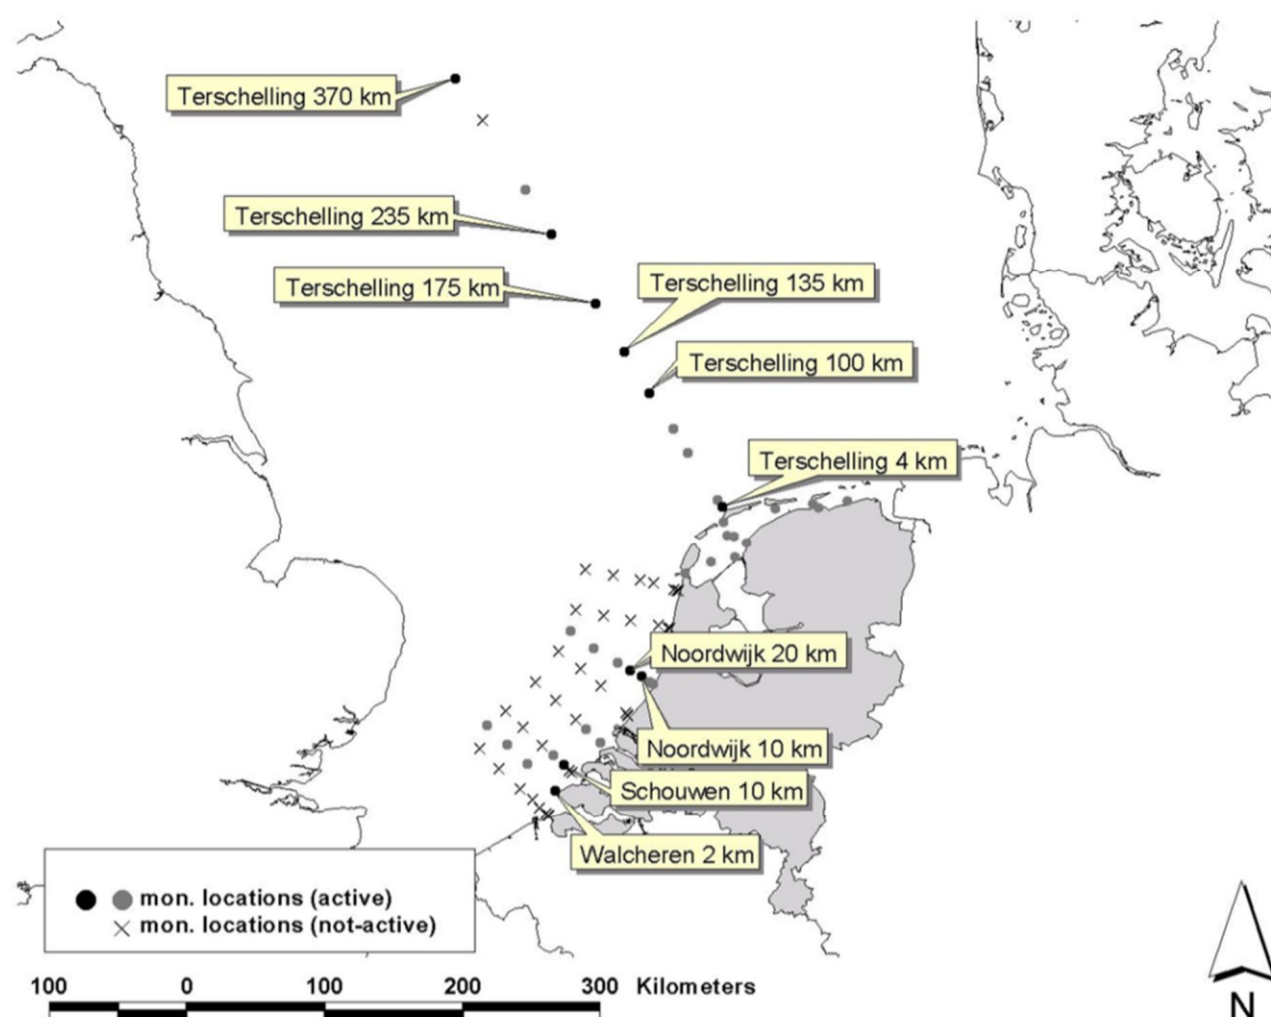 Terschelling 370 km
Terschelling 235 km
Terschelling 175 km
Terschelling 135 km
Terschelling 100 km
Terschelling 4 km
Noordwijk 20 km
Noordwijk 10 km
Schouwen 10 km
Walcheren 2 km
mon. locations (active)
mon. locations (not-active)
100 0 100 200 300 Kilometers
N